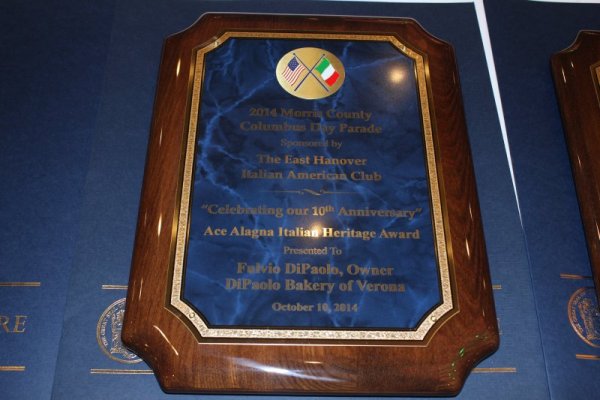 2014 Morris County
Columbus Day Parade
Sponsored by
The East Hanover
Italian American Club
"Celebrating our 10th Anniversary"
Ace Alagna Italian Heritage Award
Presented To
Fulvio DiPaolo, Owner
DiPaolo Bakery of Verona
October 10, 2014